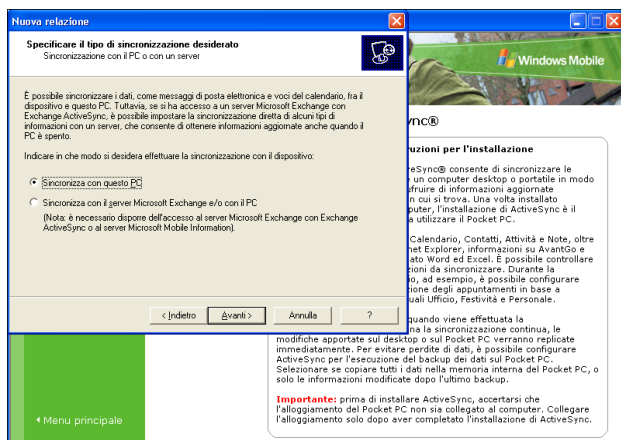 Nuova relazione
Specificare il tipo di sincronizzazione desiderato
Sincronizzazione con il PC o con un server
È possibile sincronizzare i dati, come messaggi di posta elettronica e voci del calendario, fra il
dispositivo e questo PC. Tuttavia, se si ha accesso a un server Microsoft Exchange con
Exchange ActiveSync, è possibile impostare la sincronizzazione diretta di alcuni tipi di
informazioni con un server, che consente di ottenere informazioni aggiornate anche quando il
PC è spento.
Indicare in che modo si desidera effettuare la sincronizzazione con il dispositivo:
Sincronizza con questo PC
Sincronizza con il server Microsoft Exchange e/o con il PC
(Nota: è necessario disporre dell'accesso al server Microsoft Exchange con Exchange
ActiveSync o al server Microsoft Mobile Information).
< Indietro
Avanti >
Annulla
?
Windows Mobile
nc®
uzioni per l'installazione
eSync® consente di sincronizzare le
e un computer desktop o portatile in modo
fruire di informazioni aggiornate
n cui si trova. Una volta installato
puter, l'installazione di ActiveSync è il
a utilizzare il Pocket PC.
Calendario, Contatti, Attività e Note, oltre
net Explorer, informazioni su AvantGo e
ato Word ed Excel. È possibile controllare
zioni da sincronizzare. Durante la
o, ad esempio, è possibile configurare
zione degli appuntamenti in base a
uali Ufficio, Festività e Personale.
quando viene effettuata la
na la sincronizzazione continua, le
modifiche apportate sul desktop o sul Pocket PC verranno replicate
immediatamente. Per evitare perdite di dati, è possibile configurare
ActiveSync per l'esecuzione del backup dei dati sul Pocket PC.
Selezionare se copiare tutti i dati nella memoria interna del Pocket PC, o
solo le informazioni modificate dopo l'ultimo backup.
Importante: prima di installare ActiveSync, accertarsi che
l'alloggiamento del Pocket PC non sia collegato al computer. Collegare
l'alloggiamento solo dopo aver completato l'installazione di ActiveSync.
Menu principale